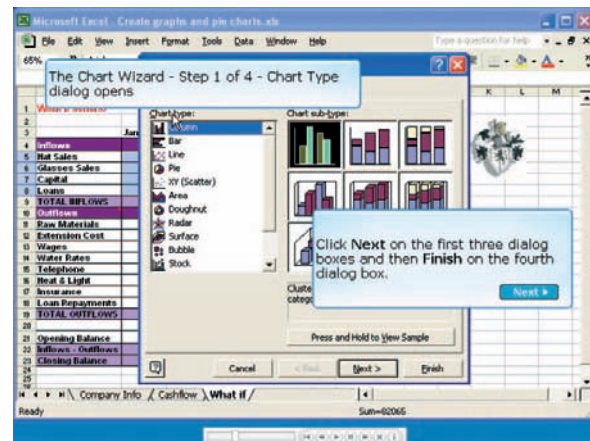 Microsoft Excel - Create graphs and pie charts.xls
File Edit View Insert Format Tools Data Window Help
Type a question for help
65%
The Chart Wizard - Step 1 of 4 - Chart Type
dialog opens
K L M
Chart type:
Chart sub-type:
Column
Bar
Line
Pie
XY (Scatter)
Area
Doughnut
Radar
Surface
Bubble
Stock
1
2
3 Jan
4 Inflows
5 Hat Sales
6 Glasses Sales
7 Capital
8 Loans
9 TOTAL INFLOWS
10 Outflows
11 Raw Materials
12 Extension Cost
13 Wages
14 Water Rates
15 Telephone
16 Heat & Light
17 Insurance
18 Loan Repayments
19 TOTAL OUTFLOWS
20
21 Opening Balance
22 Inflows - Outflows
23 Closing Balance
24
25
Click Next on the first three dialog
boxes and then Finish on the fourth
dialog box.
Next
Press and Hold to View Sample
Cancel
Next >
Finish
Company Info
Cashflow
What if
Ready
Sum=82065